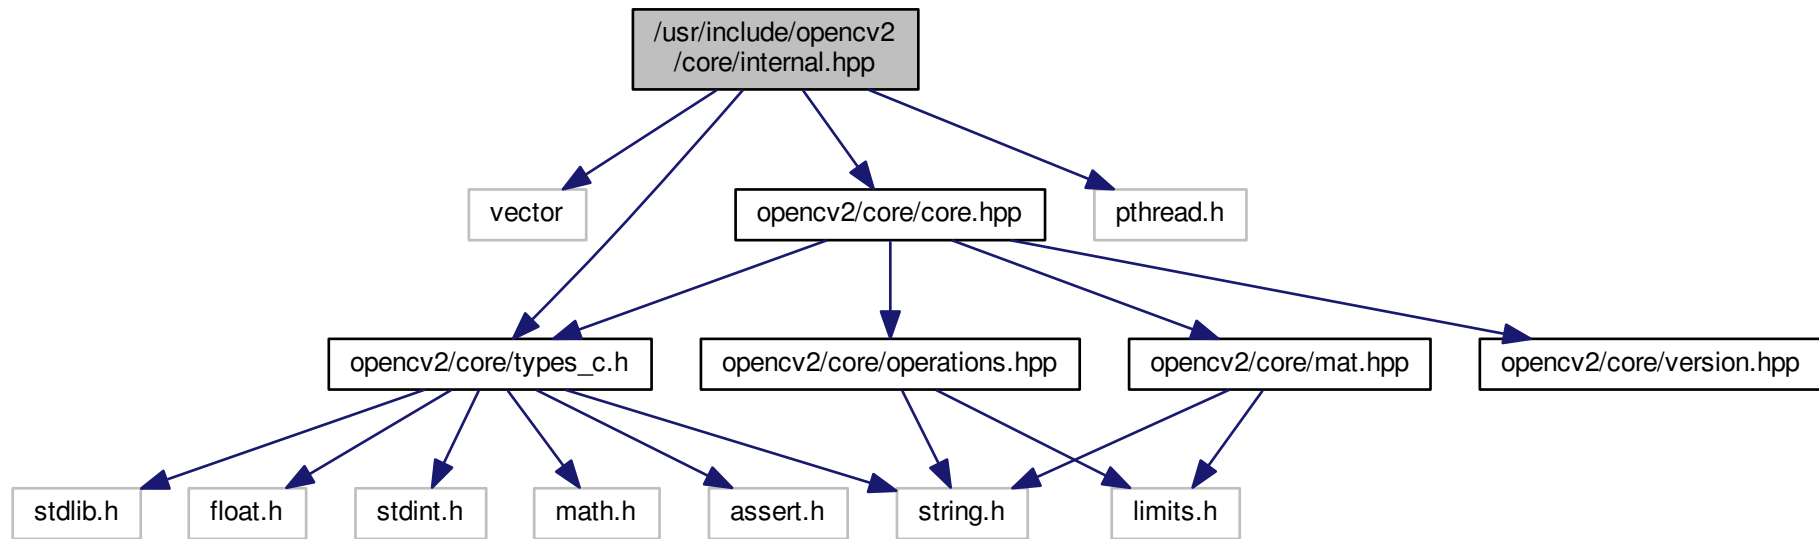 /usr/include/opencv2
/core/internal.hpp
vector
opencv2/core/core.hpp
pthread.h
opencv2/core/types_c.h
opencv2/core/operations.hpp
opencv2/core/mat.hpp
opencv2/core/version.hpp
stdlib.h
float.h
stdint.h
math.h
assert.h
string.h
limits.h